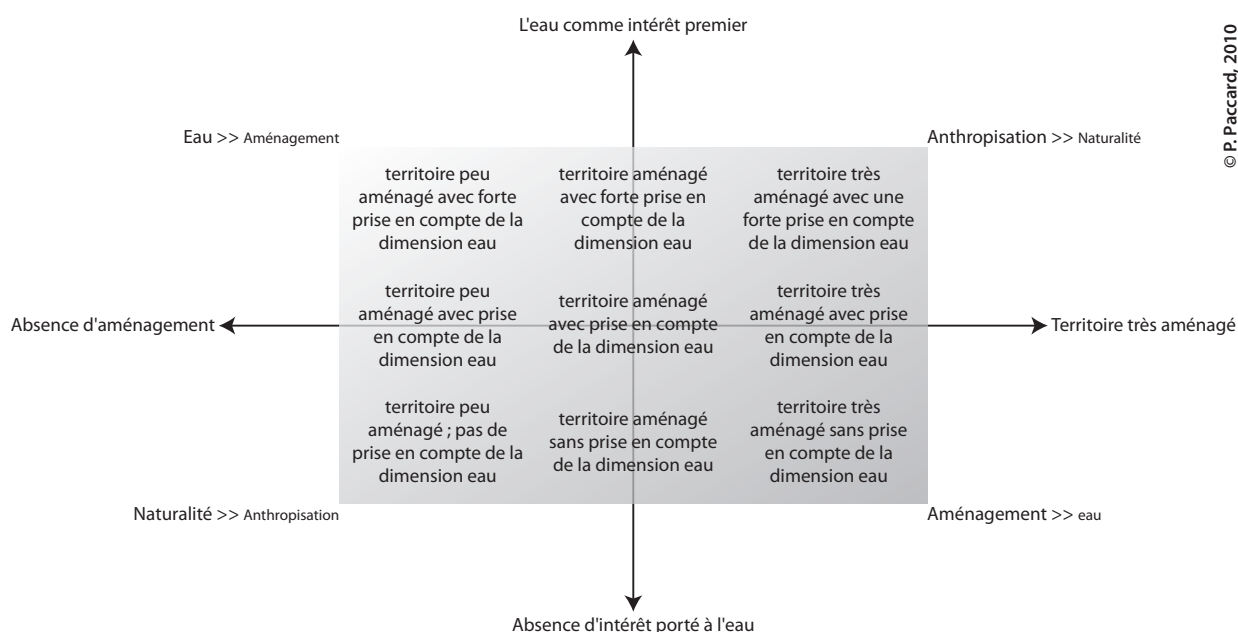 L'eau comme intérêt premier
© P. Paccard, 2010
Eau >> Aménagement
Anthropisation >> Naturalité
territoire peu
aménagé avec forte
prise en compte de la
dimension eau
territoire aménagé
avec forte prise en
compte de la
dimension eau
territoire très
aménagé avec une
forte prise en compte
de la dimension eau
territoire peu
aménagé avec prise
en compte de la
dimension eau
territoire aménagé
avec prise en compte
de la dimension eau
territoire très
aménagé avec prise
en compte de la
dimension eau
Absence d'aménagement
Territoire très aménagé
territoire peu
aménagé ; pas de
prise en compte de la
dimension eau
territoire aménagé
sans prise en compte
de la dimension eau
territoire très
aménagé sans prise
en compte de la
dimension eau
Naturalité >> Anthropisation
Aménagement >> eau
Absence d'intérêt porté à l'eau